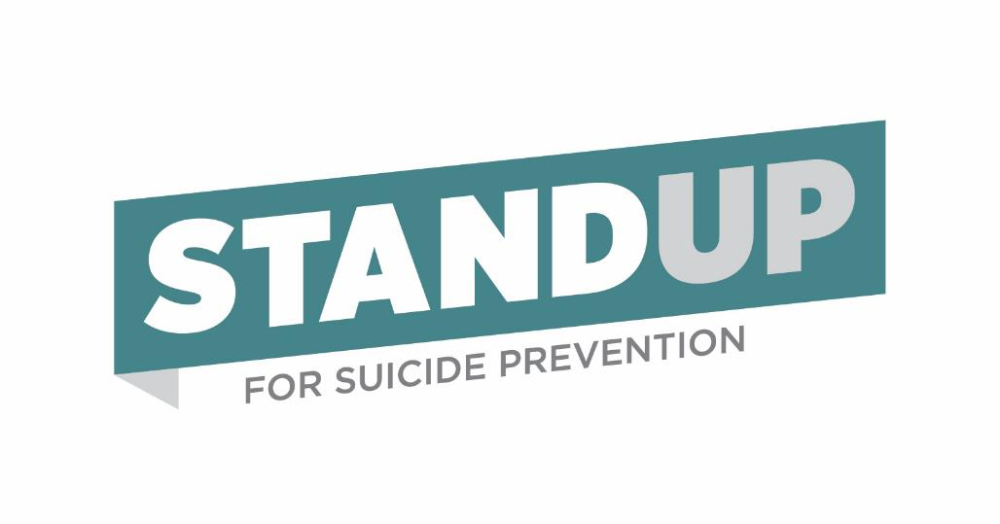 STANDUP
FOR SUICIDE PREVENTION